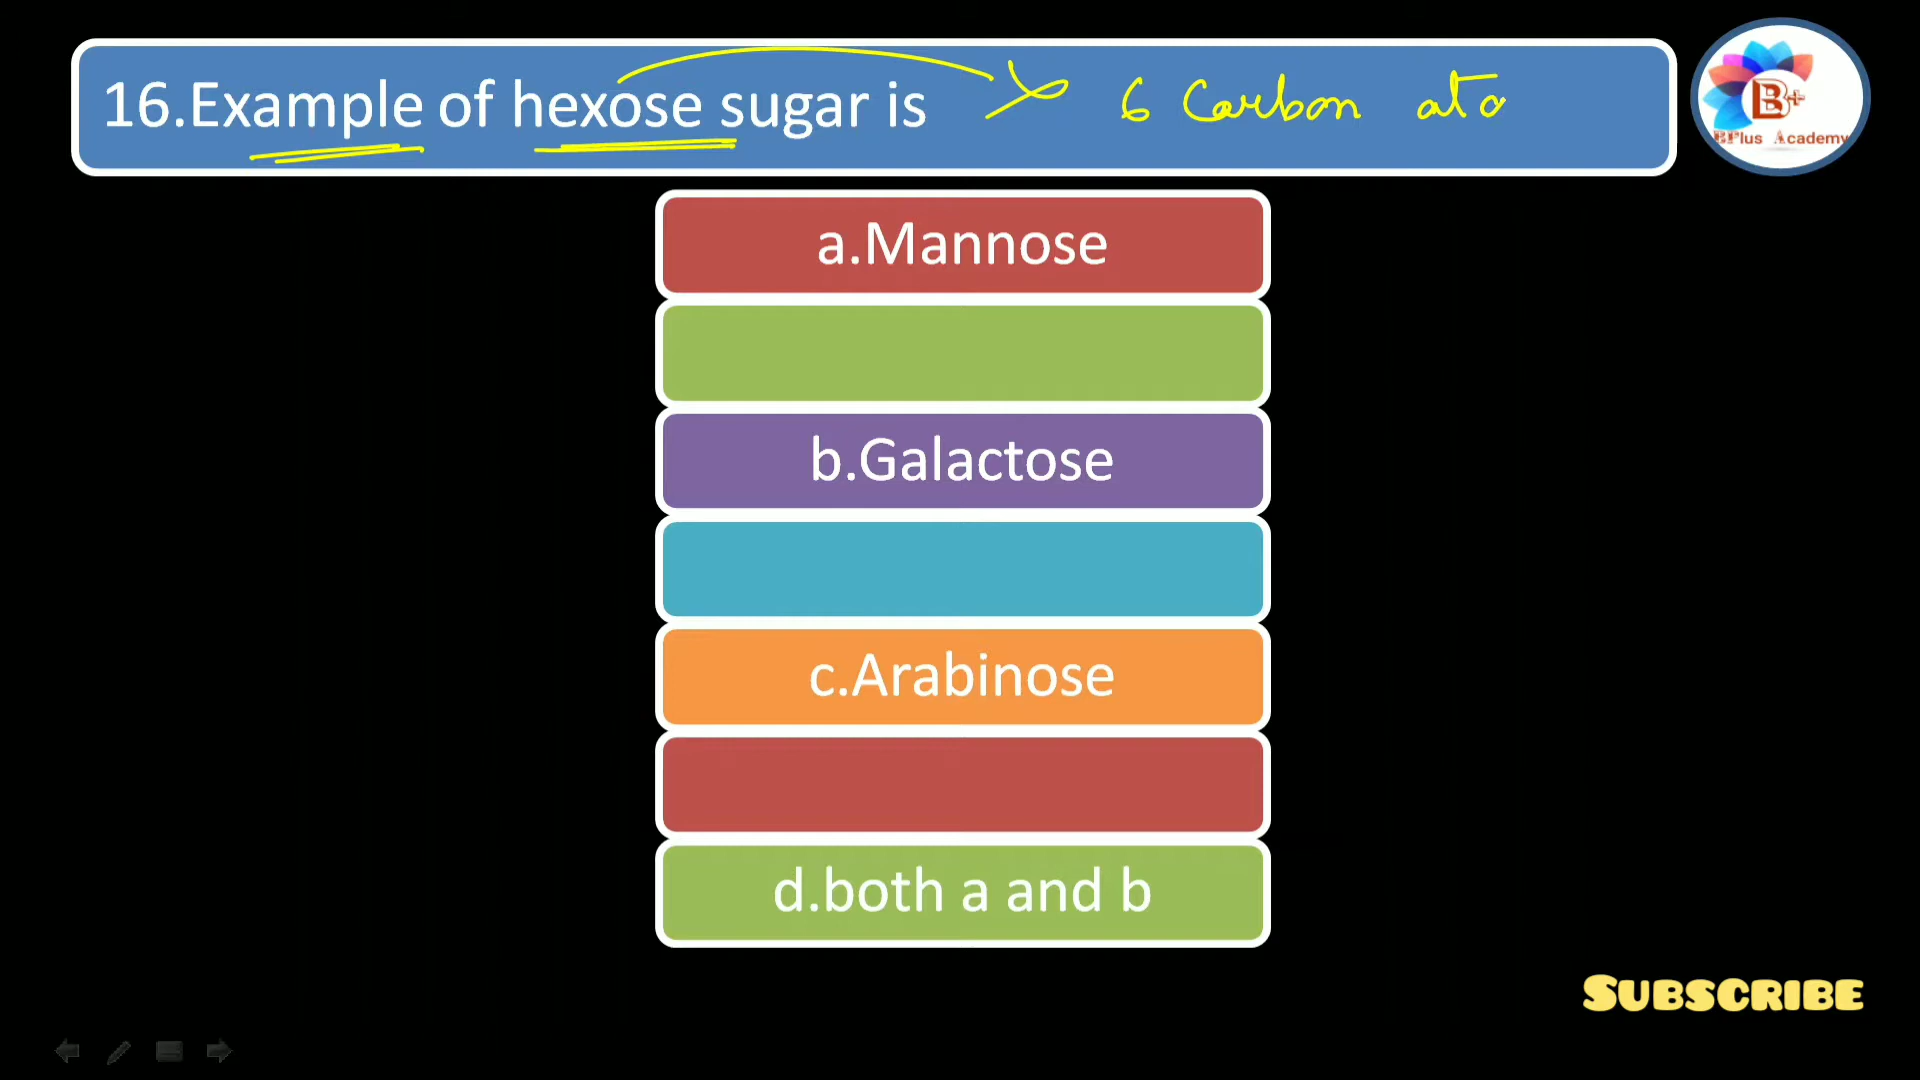 16.Example of hexose sugar is
6 Carbon ato
B+
BPlus Academy
a.Mannose
b.Galactose
c.Arabinose
d.both a and b
SUBSCRIBE